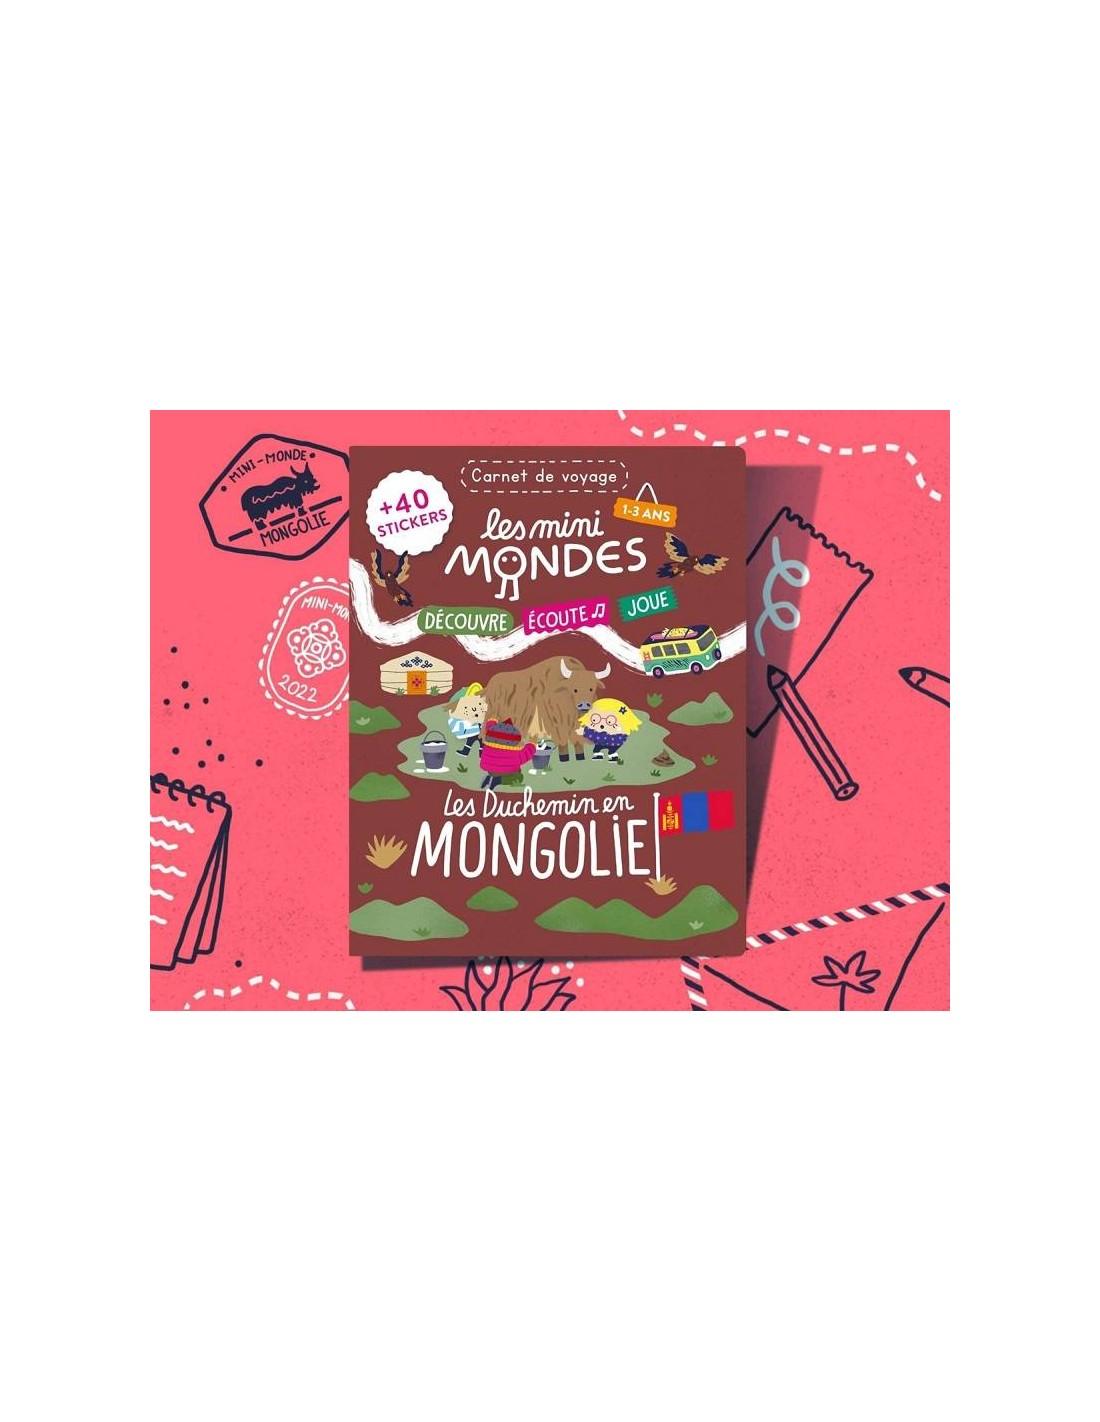 MINI-MONDE
MONGOLIE
MINI-MON
2022
Carnet de voyage
+40
STICKERS
1-3 ANS
les mini
MONDES
DÉCOUVRE
ÉCOUTE
JOUE
Les Duchemin en
MONGOLIE